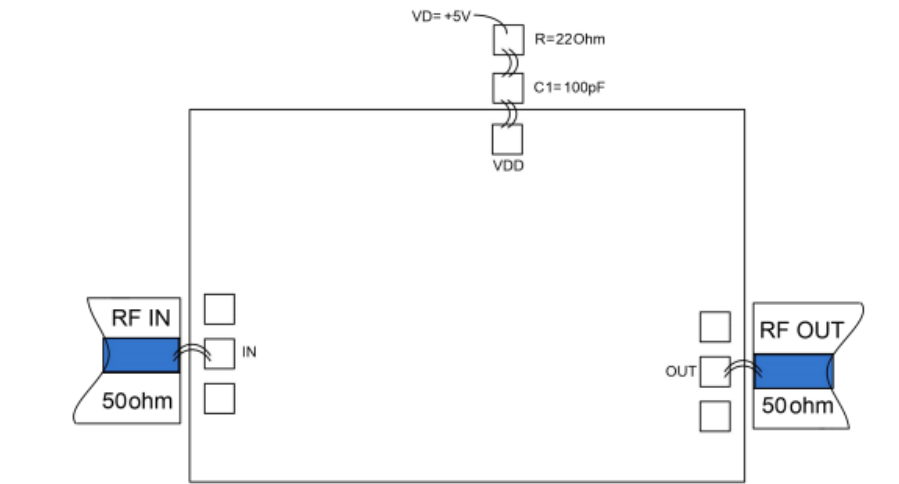 VD= +5V
R=22Ohm
C1=100pF
VDD
RF IN
IN
50ohm
RF OUT
OUT
50ohm